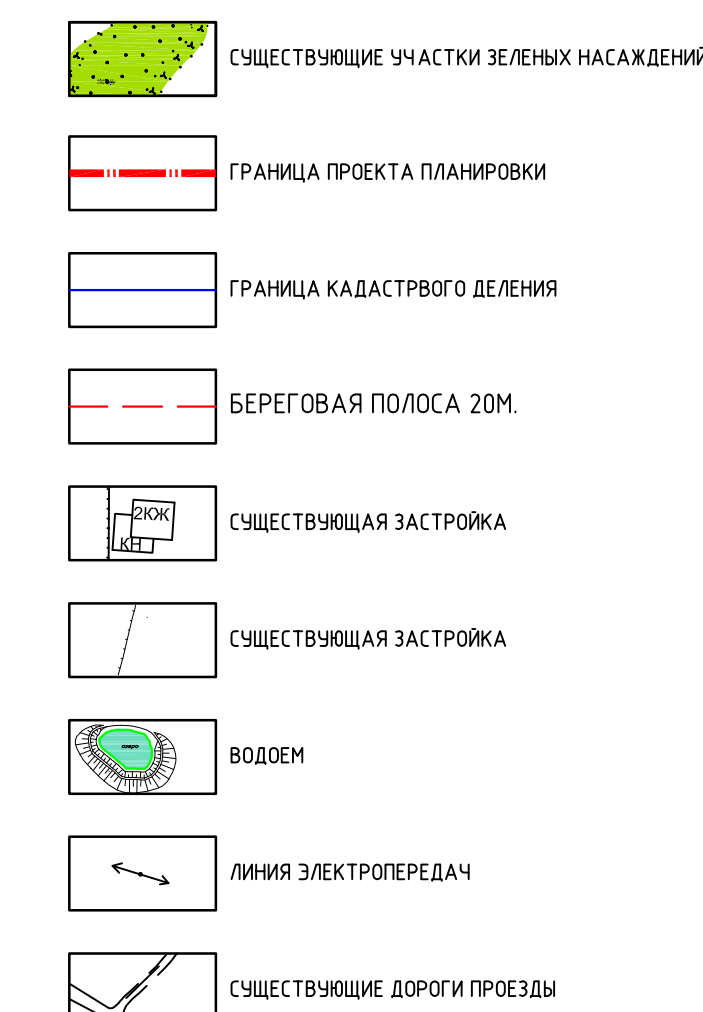 СУЩЕСТВУЮЩИЕ УЧАСТКИ ЗЕЛЕНЫХ НАСАЖДЕНИЙ
ГРАНИЦА ПРОЕКТА ПЛАНИРОВКИ
ГРАНИЦА КАДАСТРВОГО ДЕЛЕНИЯ
БЕРЕГОВАЯ ПОЛОСА 20М.
2КЖ
КН
СУЩЕСТВУЮЩАЯ ЗАСТРОЙКА
СУЩЕСТВУЮЩАЯ ЗАСТРОЙКА
озеро
ВОДОЕМ
ЛИНИЯ ЭЛЕКТРОПЕРЕДАЧ
СУЩЕСТВУЮЩИЕ ДОРОГИ ПРОЕЗДЫ